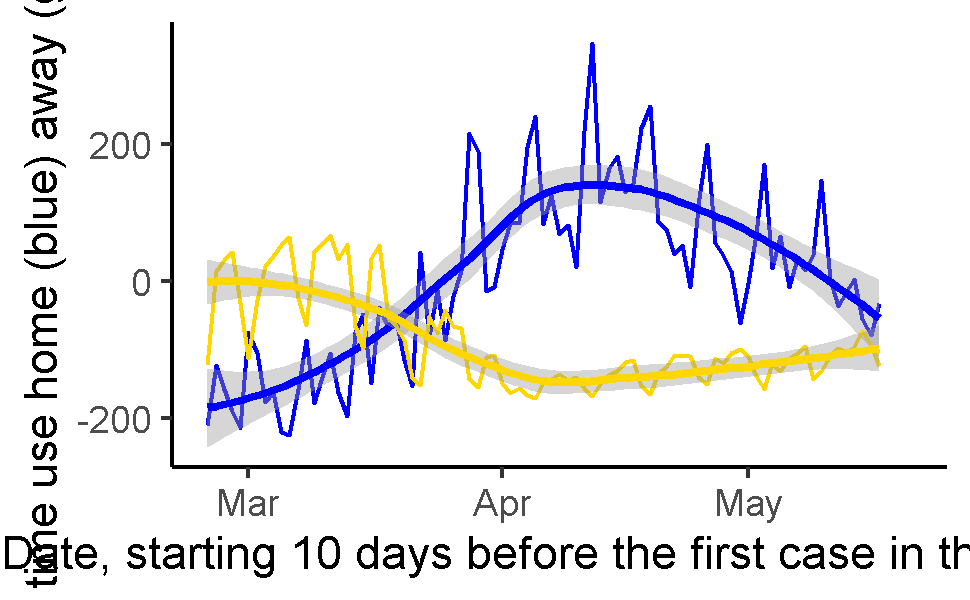 time use home (blue) away (
200
0
-200
Mar Apr May
Date, starting 10 days before the first case in th